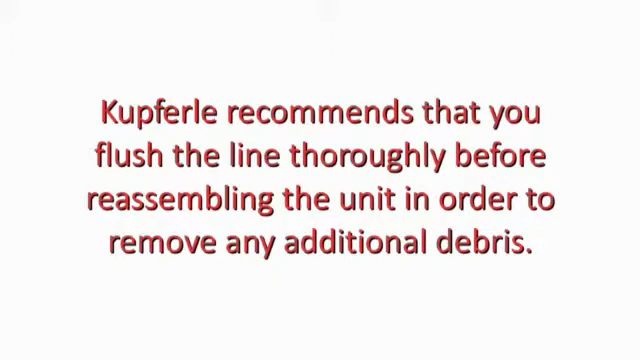 Kupferle recommends that you
flush the line thoroughly before
reassembling the unit in order to
remove any additional debris.